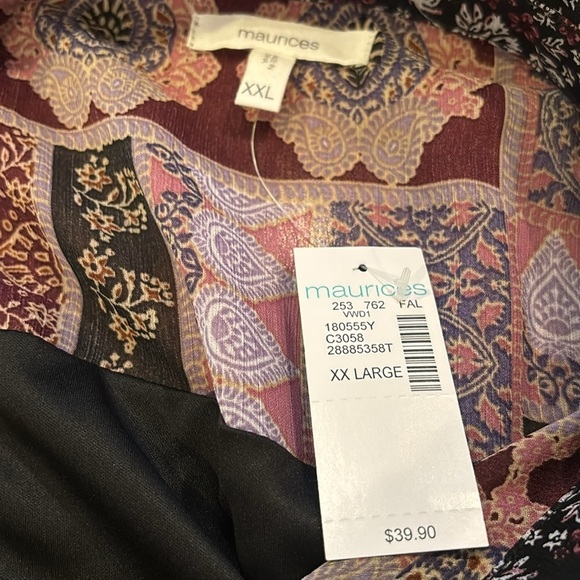 maurices
XXL
maurices
253 762 FAL
VWD1
180555Y
C3058
28885358T
XX LARGE
$39.90